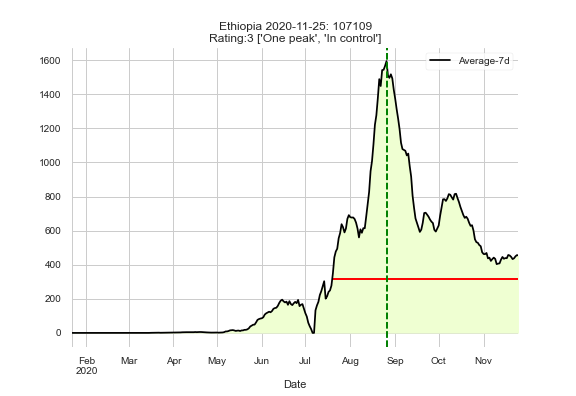 Ethiopia 2020-11-25: 107109
Rating:3 ['One peak', 'In control']
Average-7d
1600
1400
1200
1000
800
600
400
200
0
Feb Mar Apr May Jun Jul Aug Sep Oct Nov
2020
Date